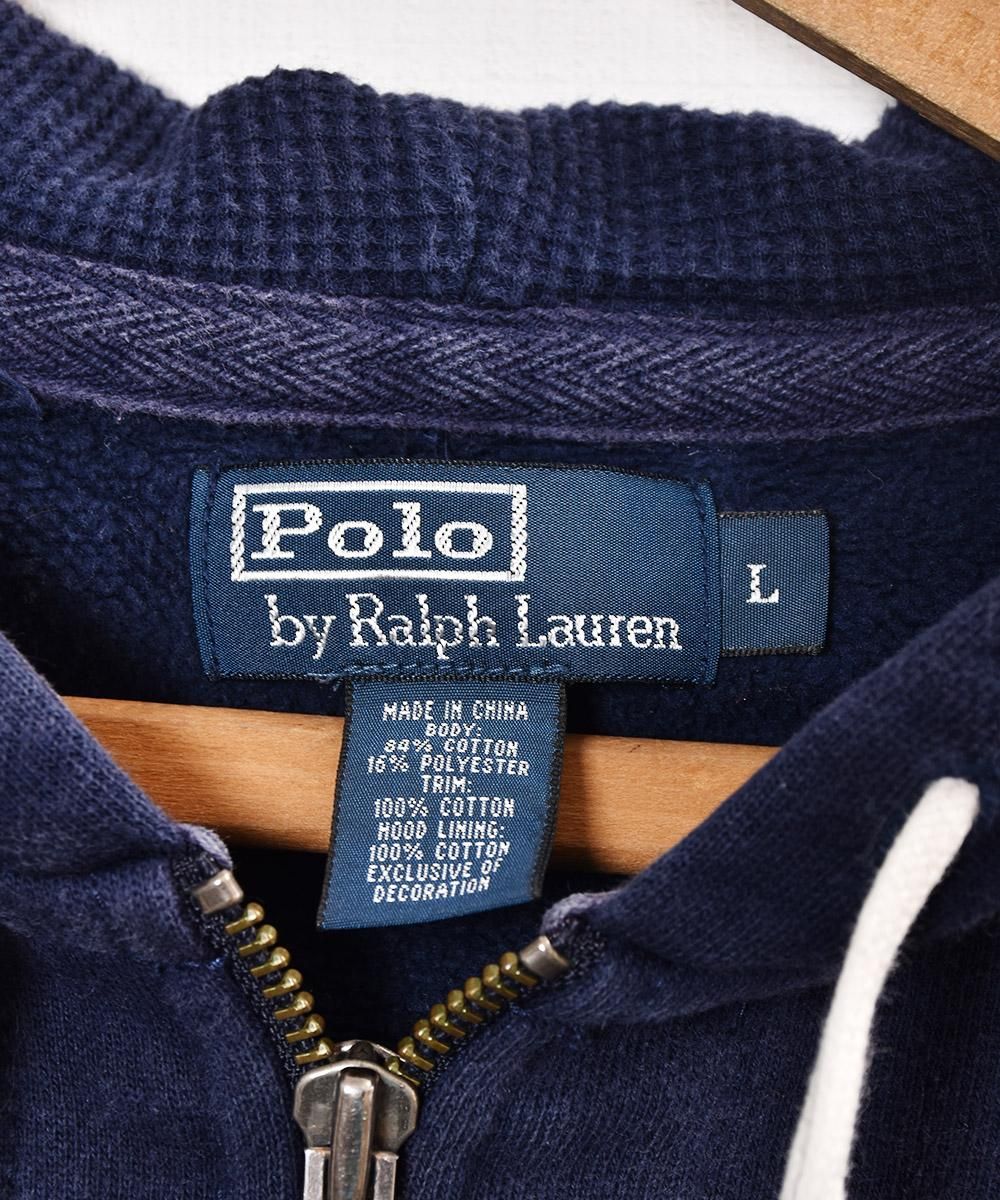 Polo
by Ralph Lauren
L
MADE IN CHINA
BODY:
84% COTTON
16% POLYESTER
TRIM:
100% COTTON
HOOD LINING:
100% COTTON
EXCLUSIVE OF
DECORATION